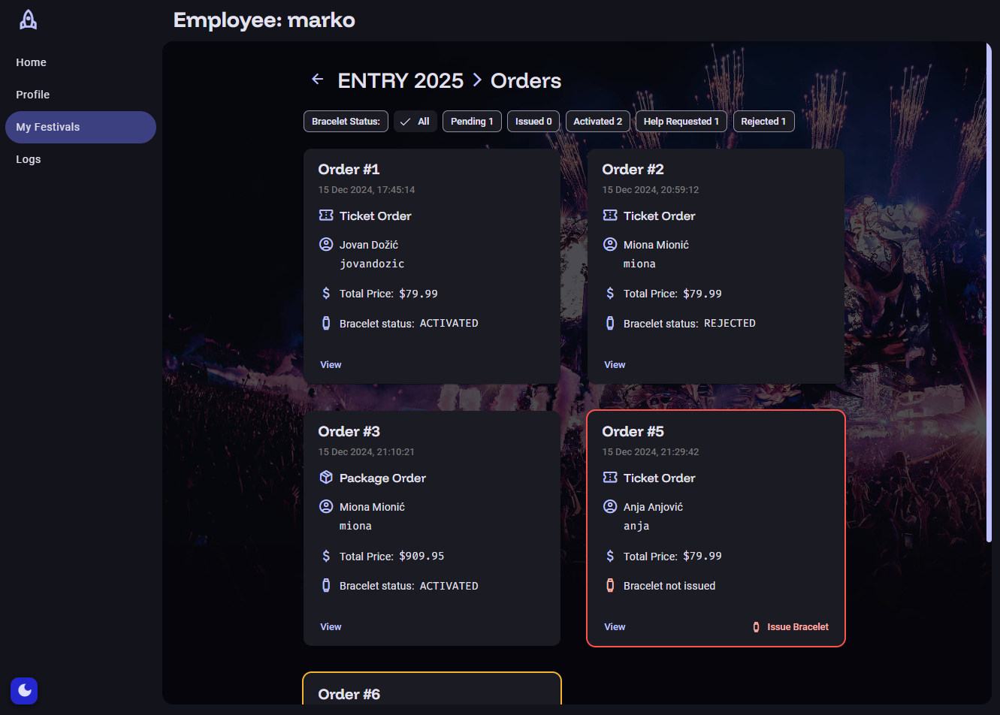 Employee: marko
Home
Profile
My Festivals
Logs
ENTRY 2025 > Orders
Bracelet Status: All Pending 1 Issued 0 Activated 2 Help Requested 1 Rejected 1
Order #1
15 Dec 2024, 17:45:14
Ticket Order
Jovan Dožić
jovandozic
Total Price: $79.99
Bracelet status: ACTIVATED
View
Order #2
15 Dec 2024, 20:59:12
Ticket Order
Miona Mionić
miona
Total Price: $79.99
Bracelet status: REJECTED
View
Order #3
15 Dec 2024, 21:10:21
Package Order
Miona Mionić
miona
Total Price: $909.95
Bracelet status: ACTIVATED
View
Order #5
15 Dec 2024, 21:29:42
Ticket Order
Anja Anjović
anja
Total Price: $79.99
Bracelet not issued
View Issue Bracelet
Order #6